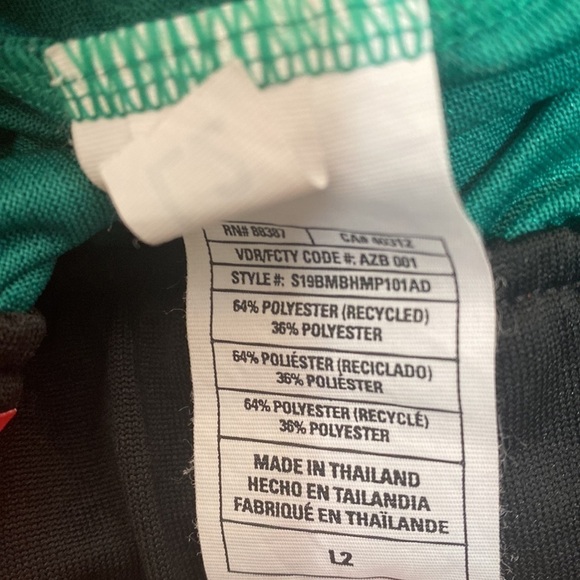 RN# 88387 CA# 40312
VDR/FCTY CODE #: AZB 001
STYLE #: S19BMBHMP101AD
64% POLYESTER (RECYCLED)
36% POLYESTER
64% POLIÉSTER (RECICLADO)
36% POLIÉSTER
64% POLYESTER (RECYCLÉ)
36% POLYESTER
MADE IN THAILAND
HECHO EN TAILANDIA
FABRIQUÉ EN THAÏLANDE
L2